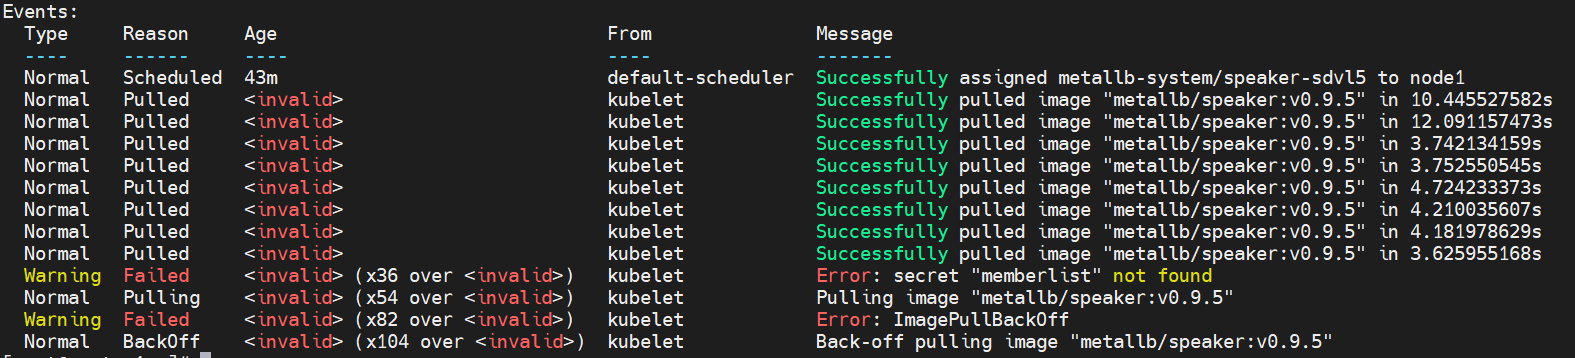 Events:
  Type     Reason     Age                              From               Message
  ----     ------     ----                             ----               -------
  Normal   Scheduled  43m                              default-scheduler  Successfully assigned metallb-system/speaker-sdvl5 to node1
  Normal   Pulled     <invalid>                        kubelet            Successfully pulled image "metallb/speaker:v0.9.5" in 10.445527582s
  Normal   Pulled     <invalid>                        kubelet            Successfully pulled image "metallb/speaker:v0.9.5" in 12.091157473s
  Normal   Pulled     <invalid>                        kubelet            Successfully pulled image "metallb/speaker:v0.9.5" in 3.742134159s
  Normal   Pulled     <invalid>                        kubelet            Successfully pulled image "metallb/speaker:v0.9.5" in 3.752550545s
  Normal   Pulled     <invalid>                        kubelet            Successfully pulled image "metallb/speaker:v0.9.5" in 4.724233373s
  Normal   Pulled     <invalid>                        kubelet            Successfully pulled image "metallb/speaker:v0.9.5" in 4.210035607s
  Normal   Pulled     <invalid>                        kubelet            Successfully pulled image "metallb/speaker:v0.9.5" in 4.181978629s
  Normal   Pulled     <invalid>                        kubelet            Successfully pulled image "metallb/speaker:v0.9.5" in 3.625955168s
  Warning  Failed     <invalid> (x36 over <invalid>)   kubelet            Error: secret "memberlist" not found
  Normal   Pulling    <invalid> (x54 over <invalid>)   kubelet            Pulling image "metallb/speaker:v0.9.5"
  Warning  Failed     <invalid> (x82 over <invalid>)   kubelet            Error: ImagePullBackOff
  Normal   BackOff    <invalid> (x104 over <invalid>)  kubelet            Back-off pulling image "metallb/speaker:v0.9.5"